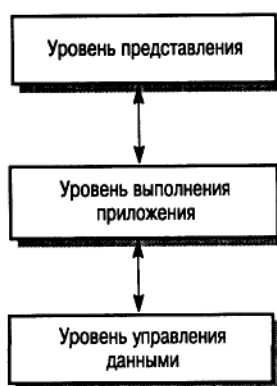 Уровень представления
Уровень выполнения
приложения
Уровень управления
данными